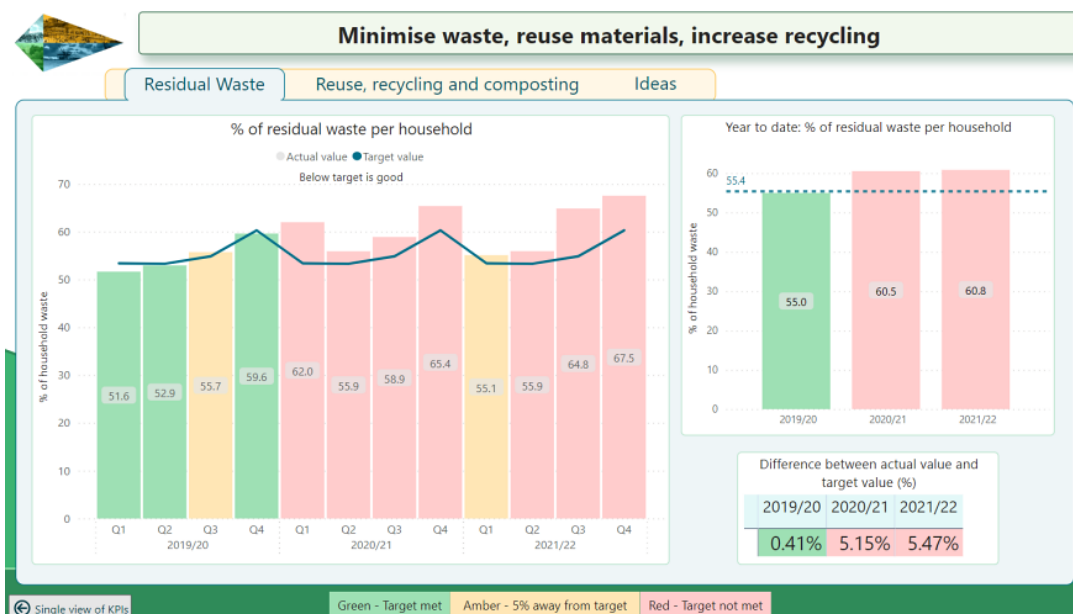 Minimise waste, reuse materials, increase recycling
Residual Waste
Reuse, recycling and composting
Ideas
% of residual waste per household
Actual value
Target value
Below target is good
% of household waste
70
60
50
40
30
20
10
0
51.6
52.9
55.7
59.6
62.0
55.9
58.9
65.4
55.1
55.9
64.8
67.5
Q1 Q2 Q3 Q4 Q1 Q2 Q3 Q4 Q1 Q2 Q3 Q4
2019/20 2020/21 2021/22
Year to date: % of residual waste per household
% of household waste
60
50
40
30
20
10
0
55.4
55.0
60.5
60.8
2019/20 2020/21 2021/22
Difference between actual value and
target value (%)
2019/20 2020/21 2021/22
0.41% 5.15% 5.47%
Single view of KPIs
Green - Target met
Amber - 5% away from target
Red - Target not met